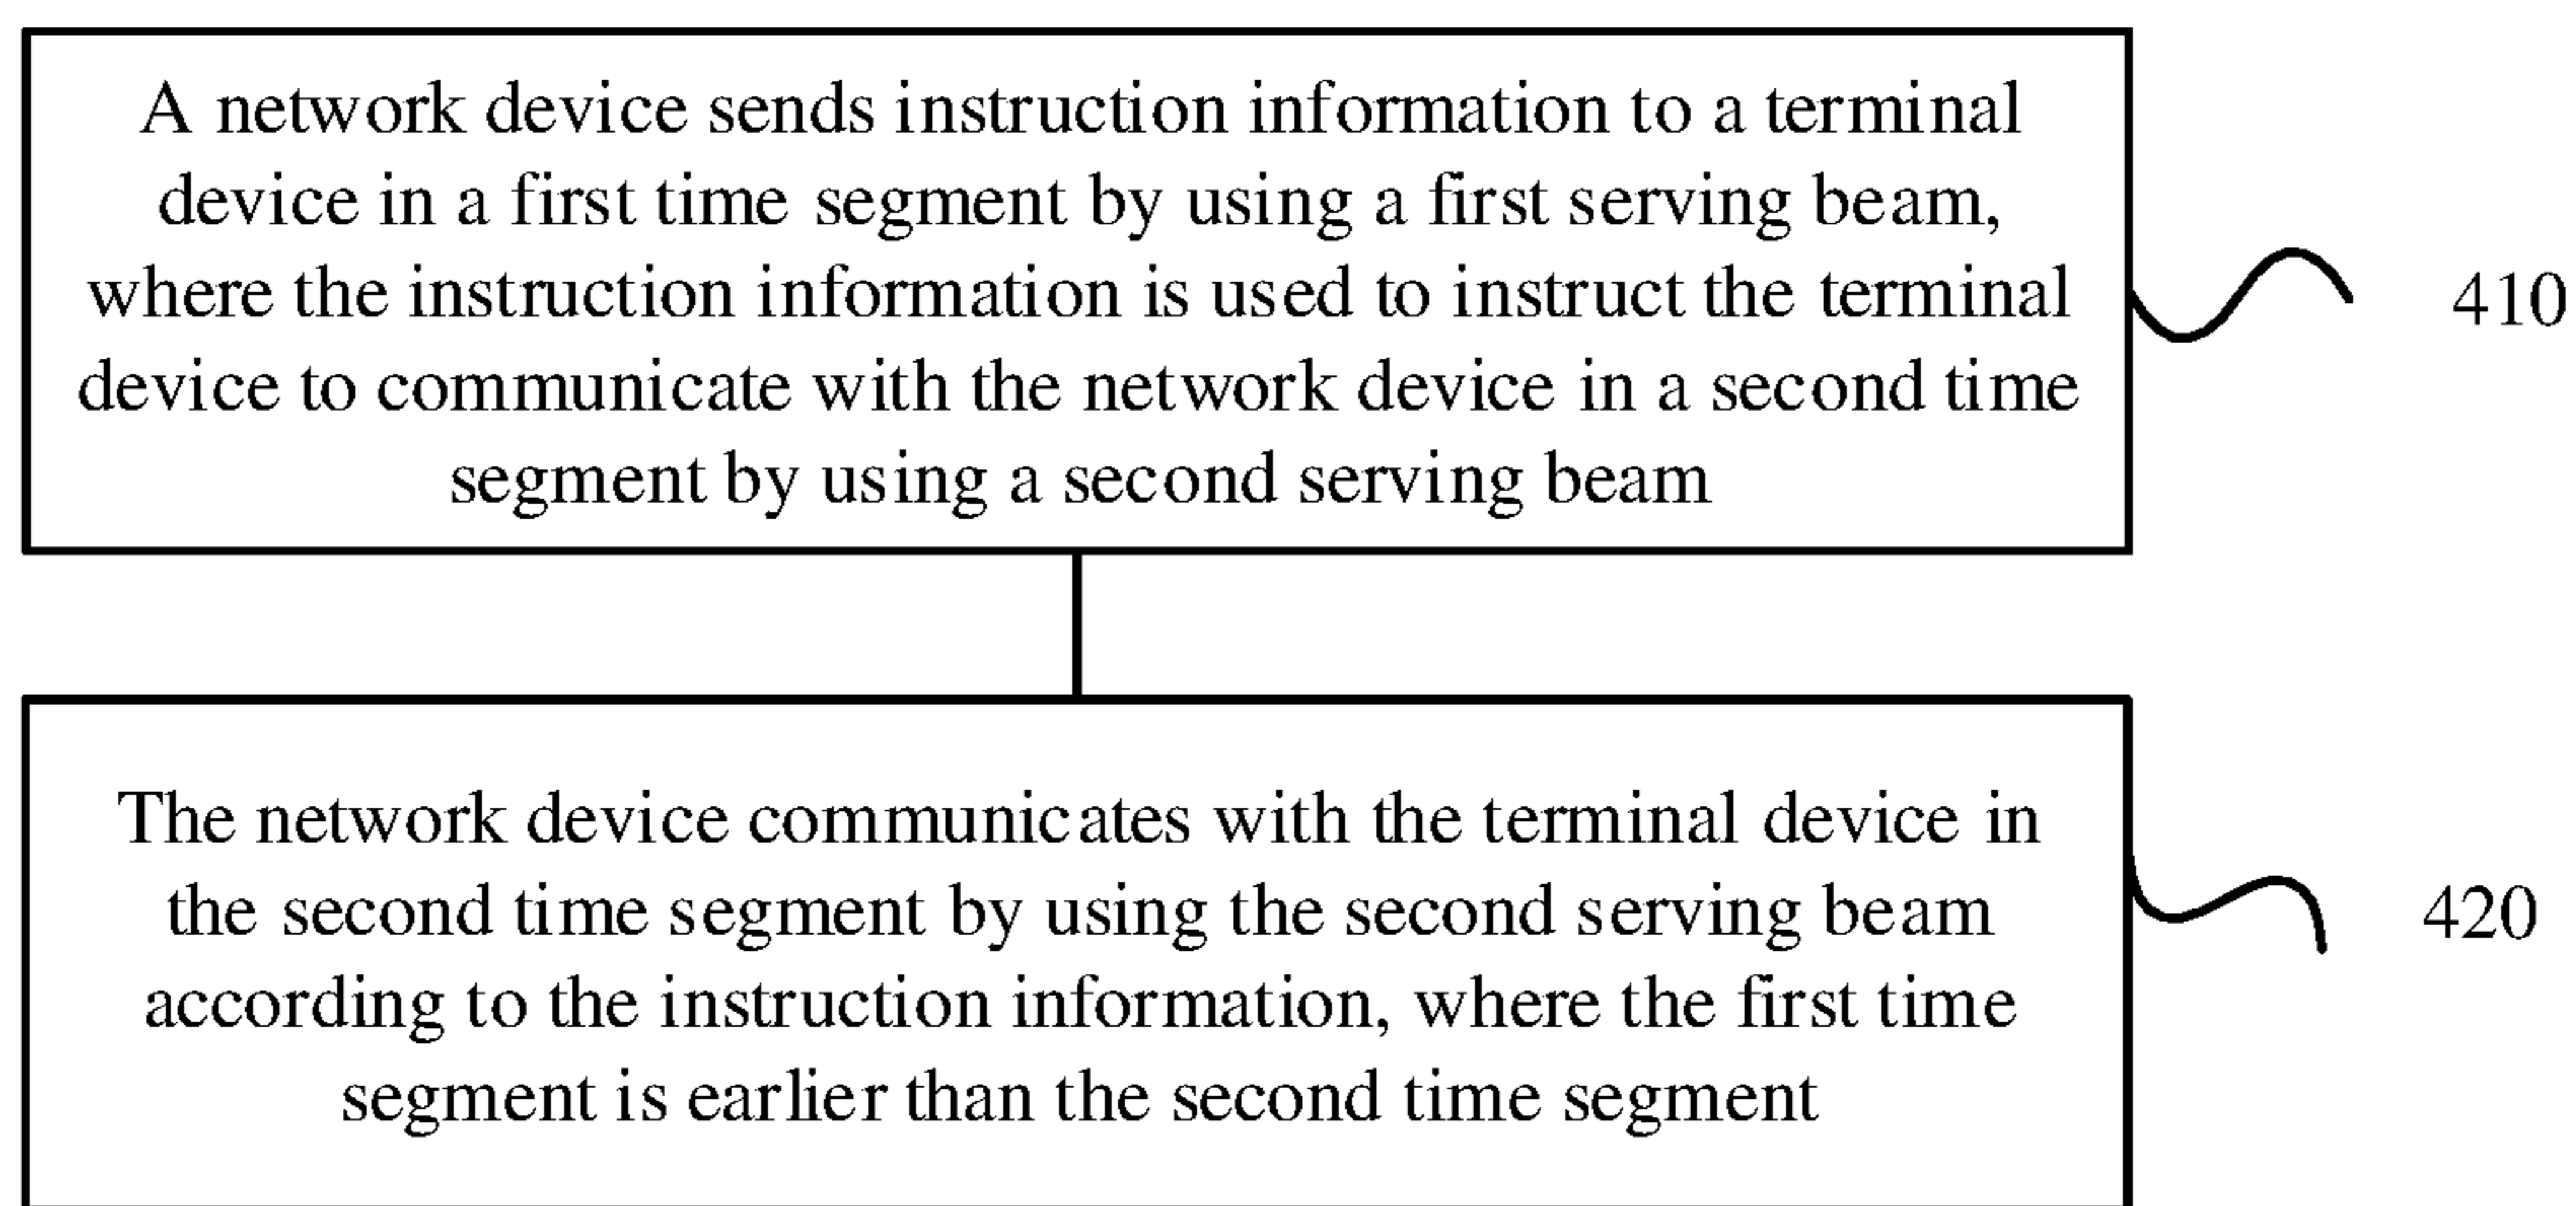 A network device sends instruction information to a terminal
device in a first time segment by using a first serving beam,
where the instruction information is used to instruct the terminal
device to communicate with the network device in a second time
segment by using a second serving beam
410
The network device communicates with the terminal device in
the second time segment by using the second serving beam
according to the instruction information, where the first time
segment is earlier than the second time segment
420